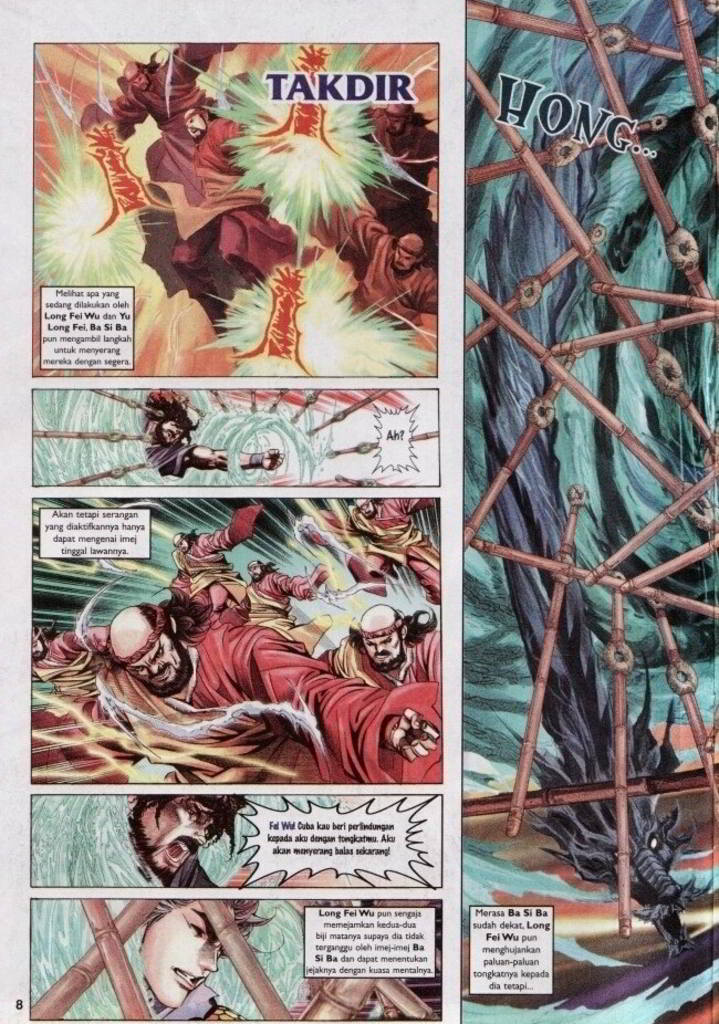 TAKDIR
Melihat apa yang
sedang dilakukan oleh
Long Fei Wu dan Yu
Long Fei, Ba Si Ba
pun mengambil langkah
untuk menyerang
mereka dengan segera.
Ah?
Akan tetapi serangan
yang diaktifkannya hanya
dapat mengenai imej
tinggal lawannya.
Fei Wu! Cuba kau beri perlindungan
kepada aku dengan tongkatmu. Aku
akan menyerang balas sekarang!
Long Fei Wu pun sengaja
memejamkan kedua-dua
biji matanya supaya dia tidak
terganggu oleh imej-imej Ba
Si Ba dan dapat menentukan
jejaknya dengan kuasa mentalnya.
HONG...
Merasa Ba Si Ba
sudah dekat, Long
Fei Wu pun
menghujankan
paluan-paluan
tongkatnya kepada
dia tetapi...
8